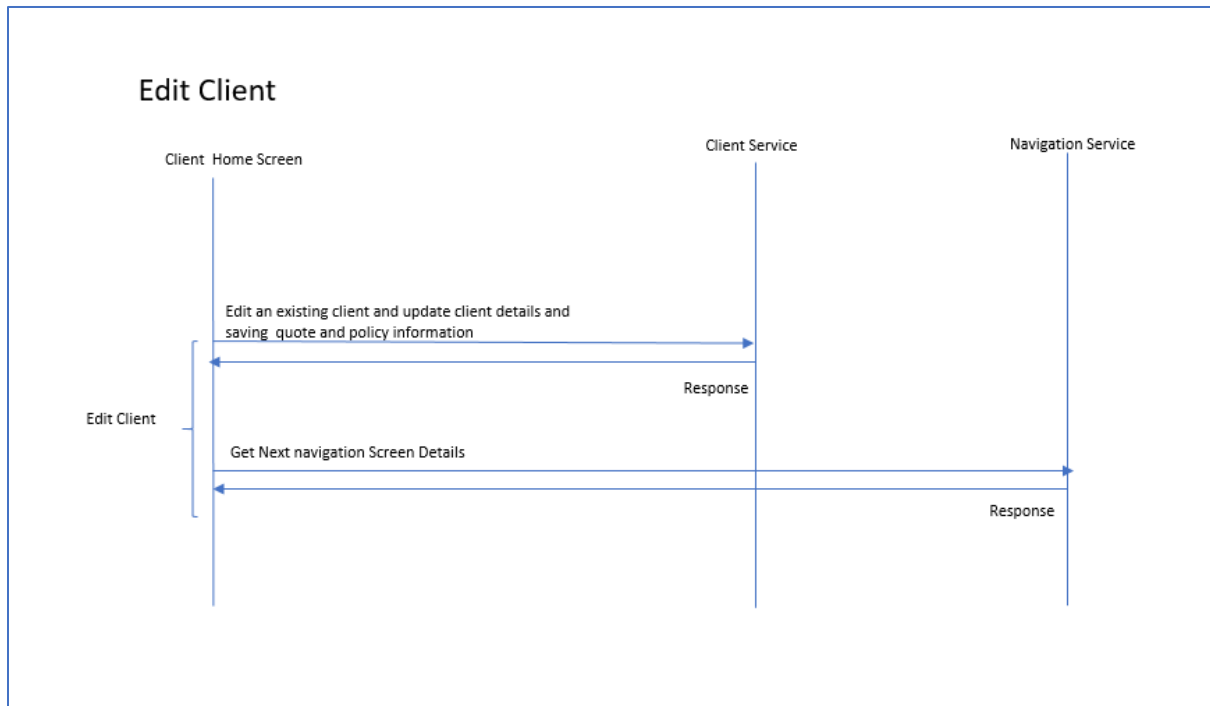 Edit Client
Client Service
Navigation Service
Client  Home Screen
Edit an existing client and update client details and
saving  quote and policy information
Response
Edit Client
Get Next navigation Screen Details
Response